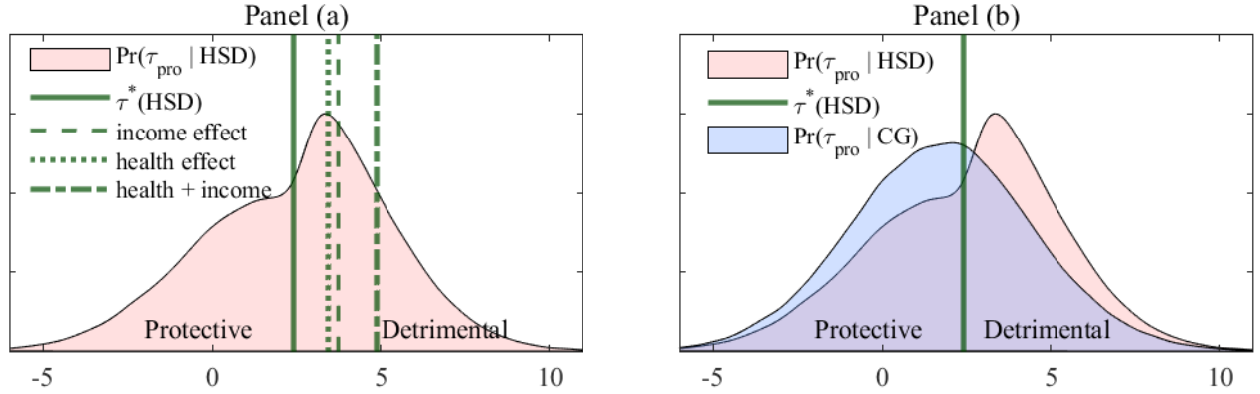 Panel (a)
Pr(τpro | HSD)
τ*(HSD)
income effect
health effect
health + income
Protective
Detrimental
-5
0
5
10
Panel (b)
Pr(τpro | HSD)
τ*(HSD)
Pr(τpro | CG)
Protective
Detrimental
-5
0
5
10